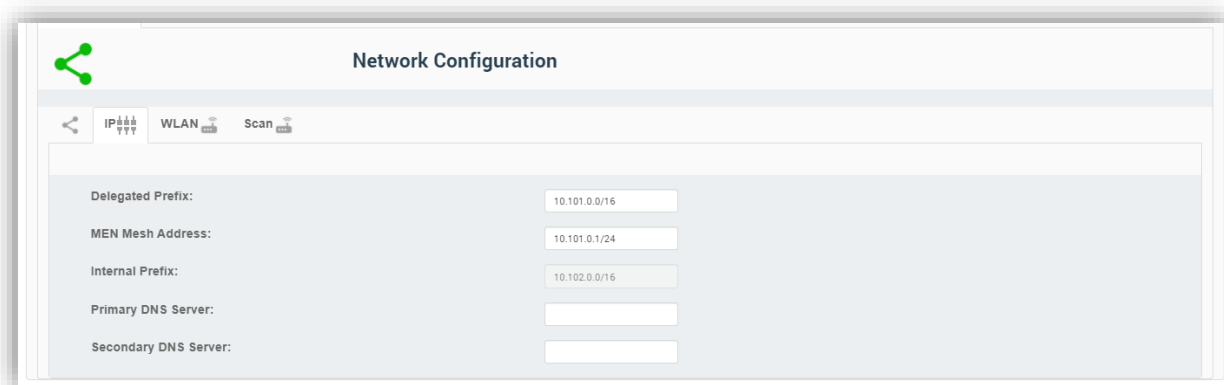 Network Configuration
IP WLAN Scan
Delegated Prefix: 10.101.0.0/16
MEN Mesh Address: 10.101.0.1/24
Internal Prefix: 10.102.0.0/16
Primary DNS Server:
Secondary DNS Server: